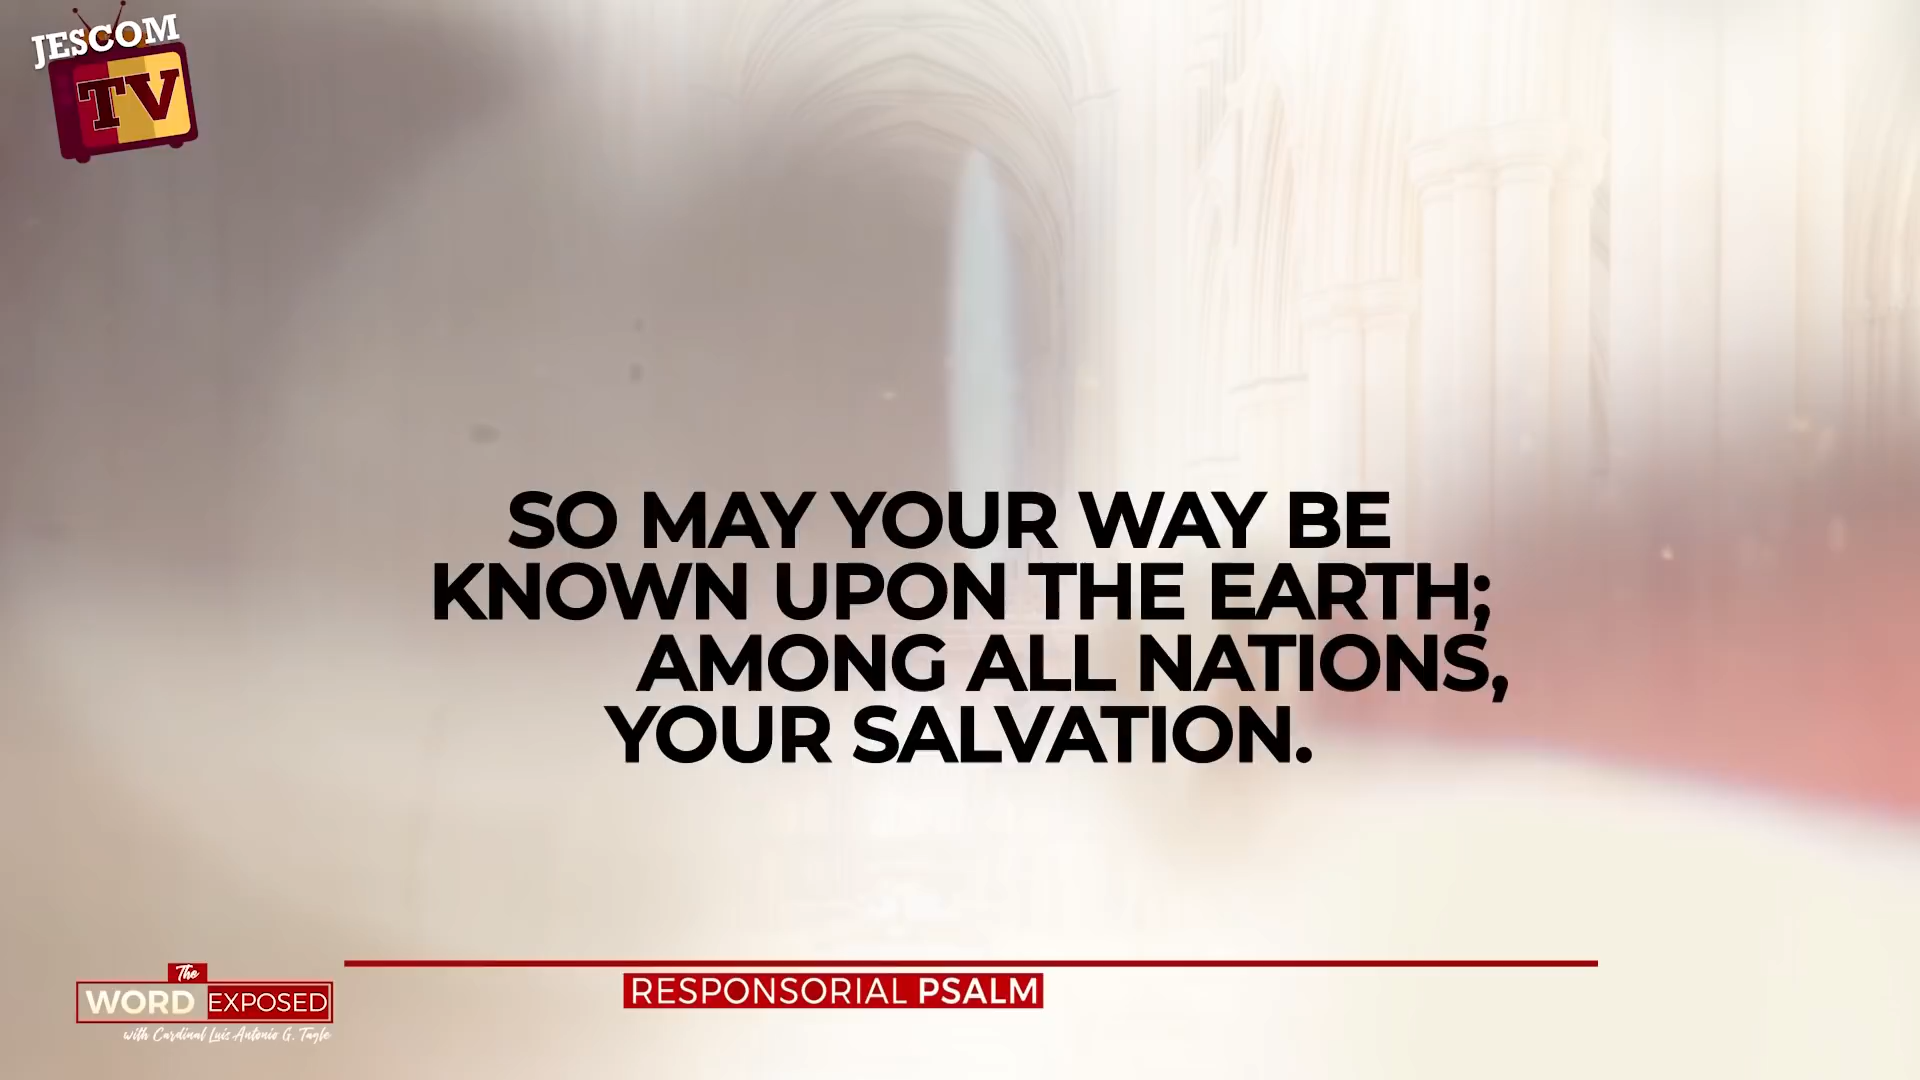 JESCOM
TV
SO MAY YOUR WAY BE
KNOWN UPON THE EARTH;
AMONG ALL NATIONS,
YOUR SALVATION.
The
WORD EXPOSED
with Cardinal Luis Antonio G. Tagle
RESPONSORIAL PSALM